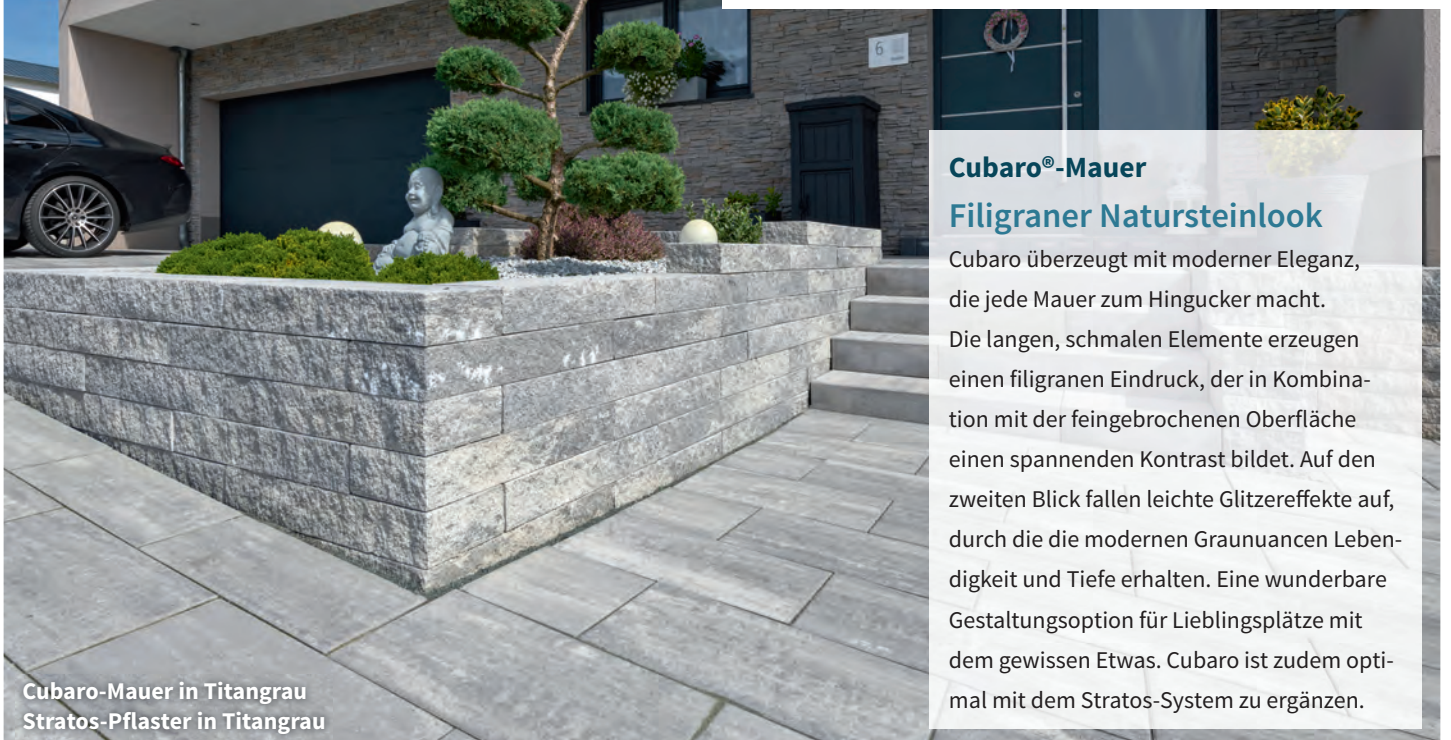 6
Cubaro®-Mauer
Filigraner Natursteinlook
Cubaro überzeugt mit moderner Eleganz,
die jede Mauer zum Hingucker macht.
Die langen, schmalen Elemente erzeugen
einen filigranen Eindruck, der in Kombina-
tion mit der feingebrochenen Oberfläche
einen spannenden Kontrast bildet. Auf den
zweiten Blick fallen leichte Glitzereffekte auf,
durch die die modernen Graunuancen Leben-
digkeit und Tiefe erhalten. Eine wunderbare
Gestaltungsoption für Lieblingsplätze mit
dem gewissen Etwas. Cubaro ist zudem opti-
mal mit dem Stratos-System zu ergänzen.
Cubaro-Mauer in Titangrau
Stratos-Pflaster in Titangrau